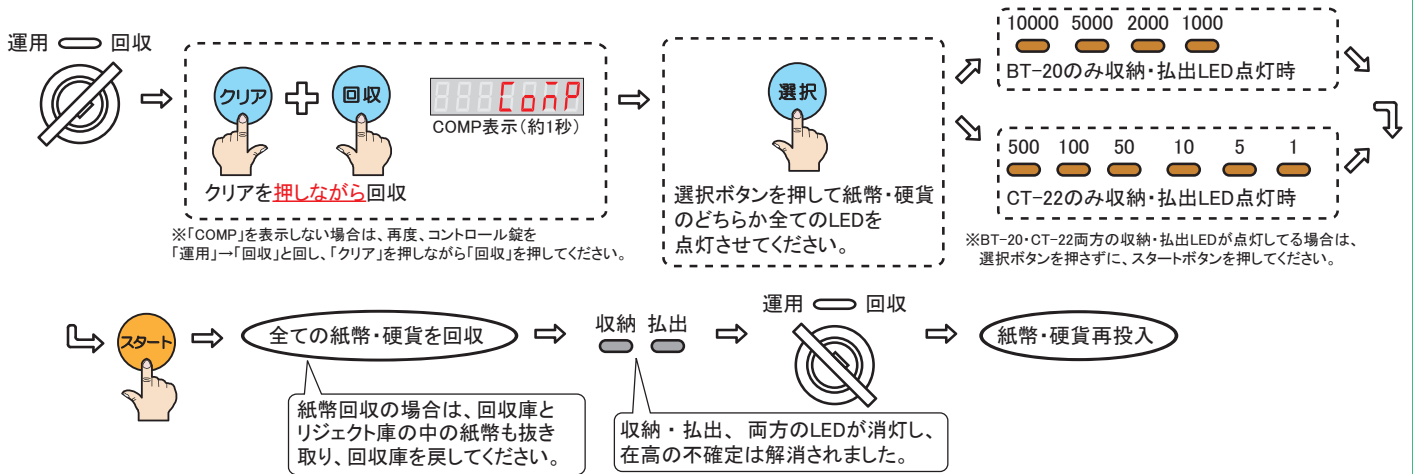 運用 回収
クリア
回収
ConP
COMP表示(約1秒)
クリアを押しながら回収
※「COMP」を表示しない場合は、再度、コントロール錠を
「運用」→「回収」と回し、「クリア」を押しながら「回収」を押してください。
選択
選択ボタンを押して紙幣・硬貨
のどちらか全てのLEDを
点灯させてください。
10000 5000 2000 1000
BT-20のみ収納・払出LED点灯時
500 100 50 10 5 1
CT-22のみ収納・払出LED点灯時
※BT-20・CT-22両方の収納・払出LEDが点灯してる場合は、
選択ボタンを押さずに、スタートボタンを押してください。
スタート
全ての紙幣・硬貨を回収
紙幣回収の場合は、回収庫と
リジェクト庫の中の紙幣も抜き
取り、回収庫を戻してください。
収納 払出
収納・払出、両方のLEDが消灯し、
在高の不確定は解消されました。
運用 回収
紙幣・硬貨再投入